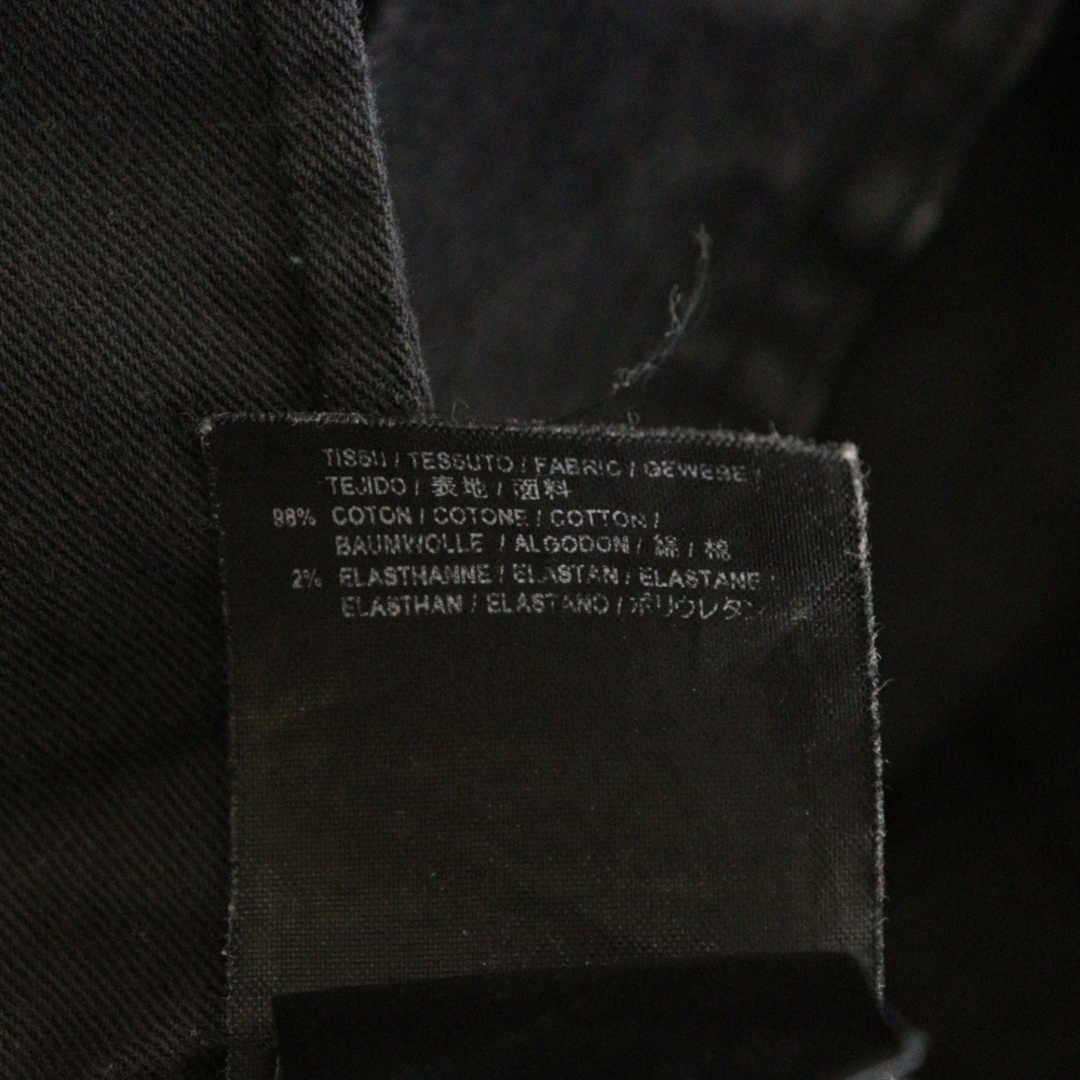 TISSU / TESSUTO / FABRIC / GEWEBE /
TEJIDO / 表地 / 面料
98% COTON / COTONE / COTTON /
BAUMWOLLE / ALGODON / 綿 / 棉
2% ELASTHANNE / ELASTAN / ELASTANE /
ELASTHAN / ELASTANO / ポリウレタン